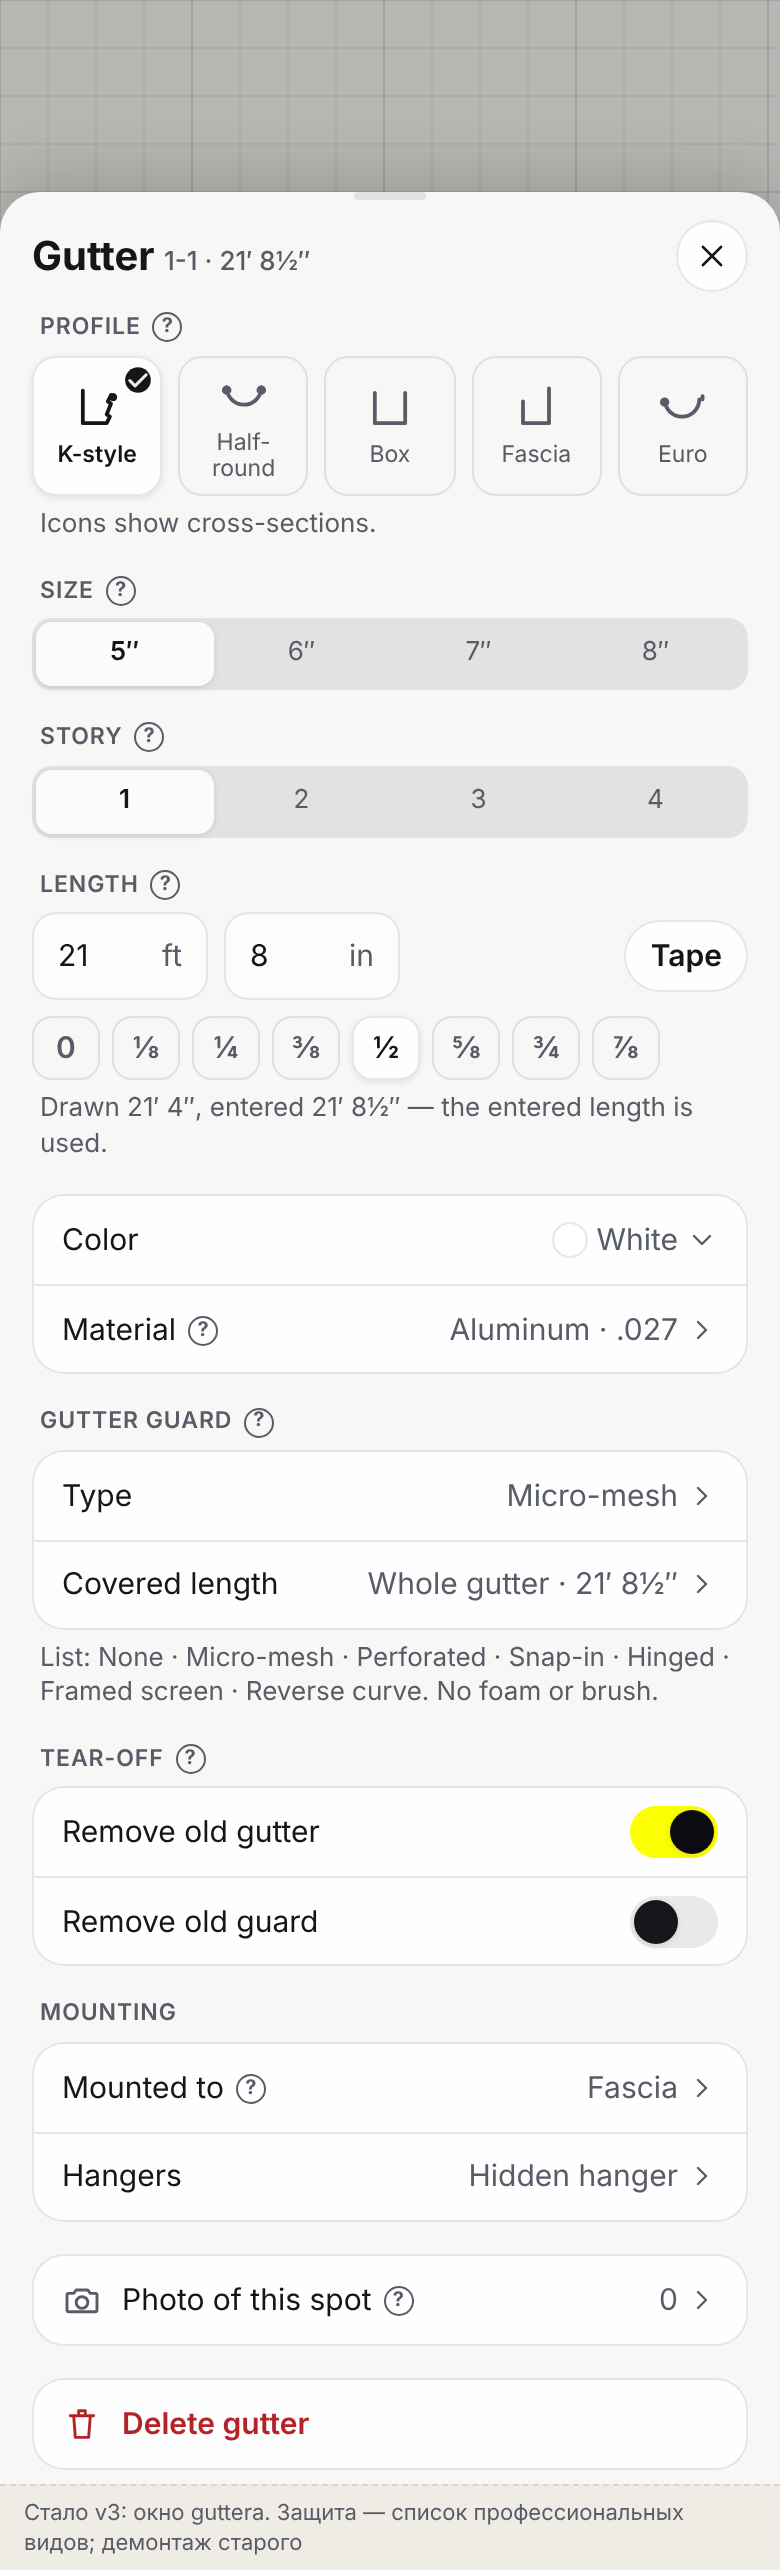 Gutter 1-1 · 21′ 8½″
PROFILE ?
K-style
Half-
round
Box
Fascia
Euro
Icons show cross-sections.
SIZE ?
5″ 6″ 7″ 8″
STORY ?
1 2 3 4
LENGTH ?
21 ft 8 in Tape
0 ⅛ ¼ ⅜ ½ ⅝ ¾ ⅞
Drawn 21′ 4″, entered 21′ 8½″ — the entered length is
used.
Color White
Material ? Aluminum · .027
GUTTER GUARD ?
Type Micro-mesh
Covered length Whole gutter · 21′ 8½″
List: None · Micro-mesh · Perforated · Snap-in · Hinged ·
Framed screen · Reverse curve. No foam or brush.
TEAR-OFF ?
Remove old gutter
Remove old guard
MOUNTING
Mounted to ? Fascia
Hangers Hidden hanger
Photo of this spot ? 0
Delete gutter
Стало v3: окно guttera. Защита — список профессиональных
видов; демонтаж старого